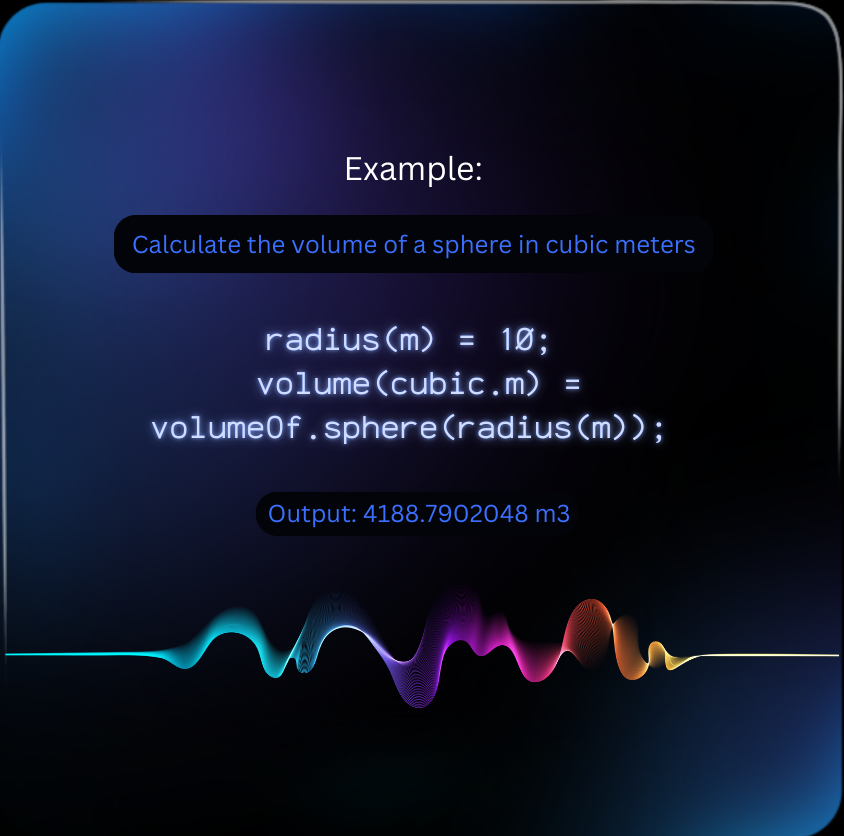 Example:
Calculate the volume of a sphere in cubic meters
radius(m) = 10;
volume(cubic.m) =
volumeOf.sphere(radius(m));
Output: 4188.7902048 m3